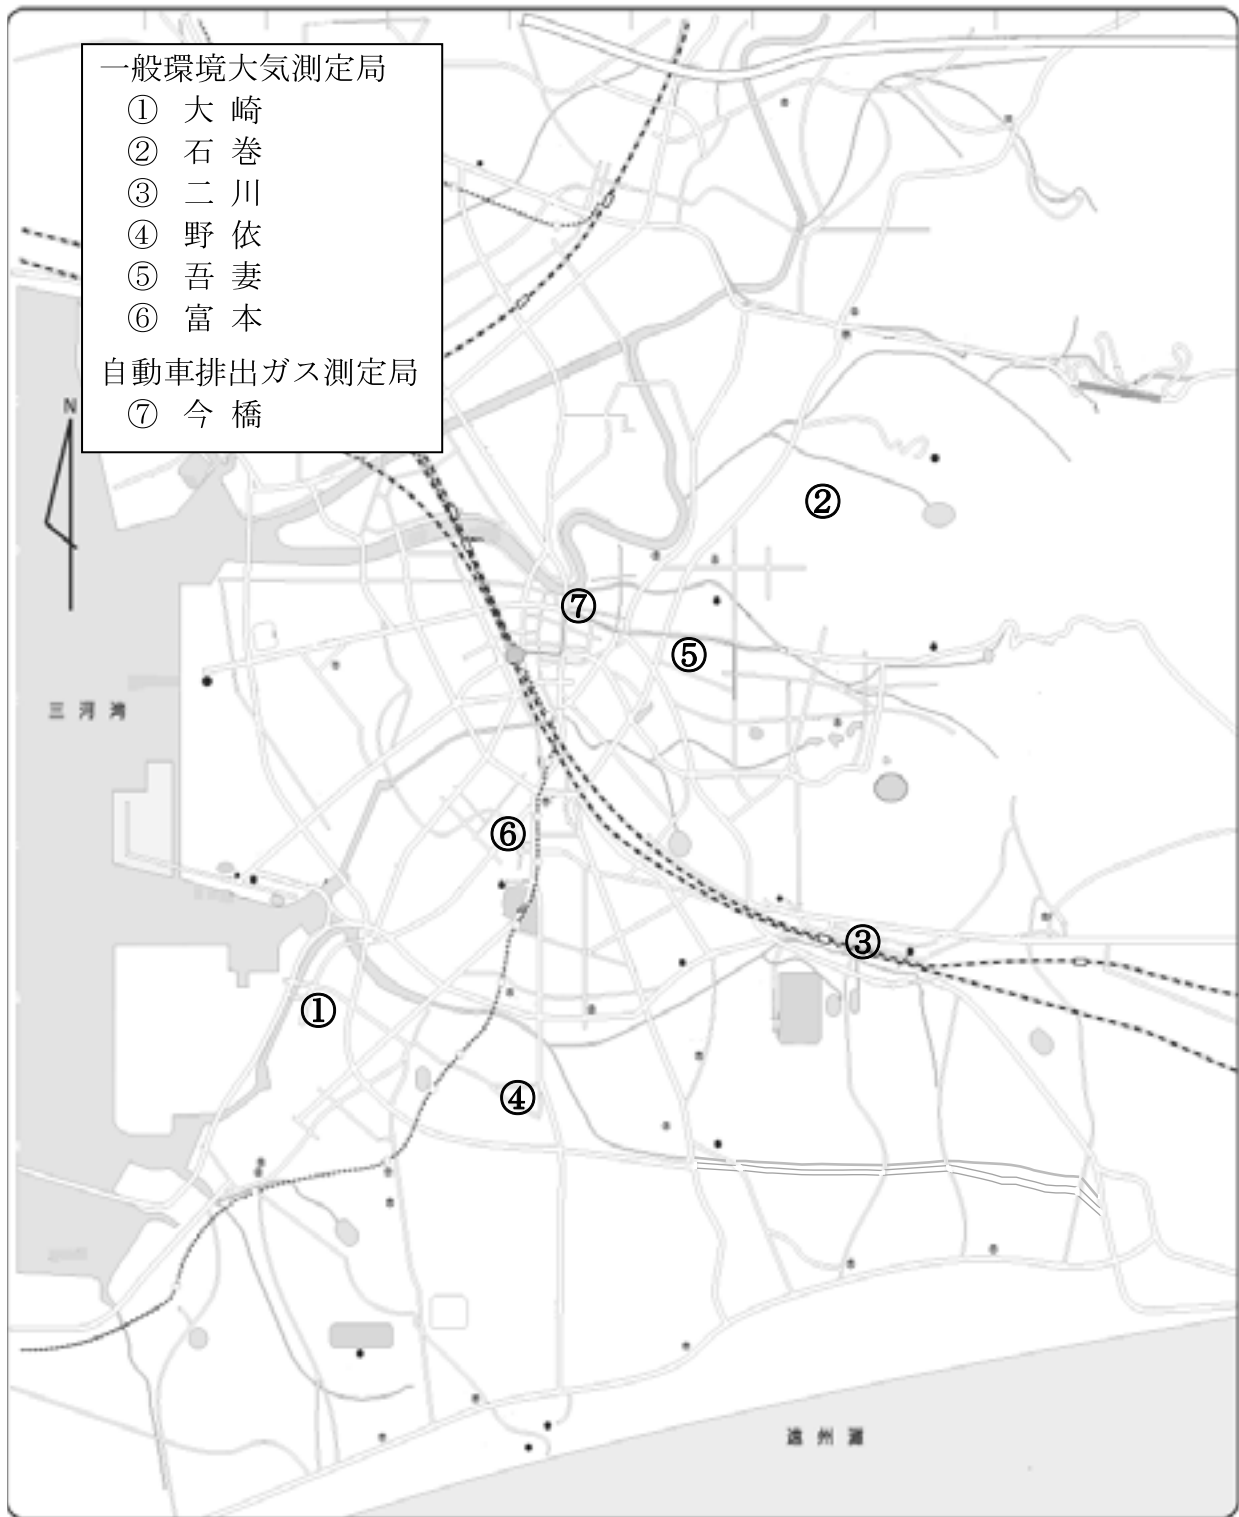 一般環境大気測定局
① 大 崎
② 石 巻
③ 二 川
④ 野 依
⑤ 吾 妻
⑥ 富 本
自動車排出ガス測定局
⑦ 今 橋
N
②
⑦
⑤
三 河 湾
⑥
③
①
④
遠 州 灘